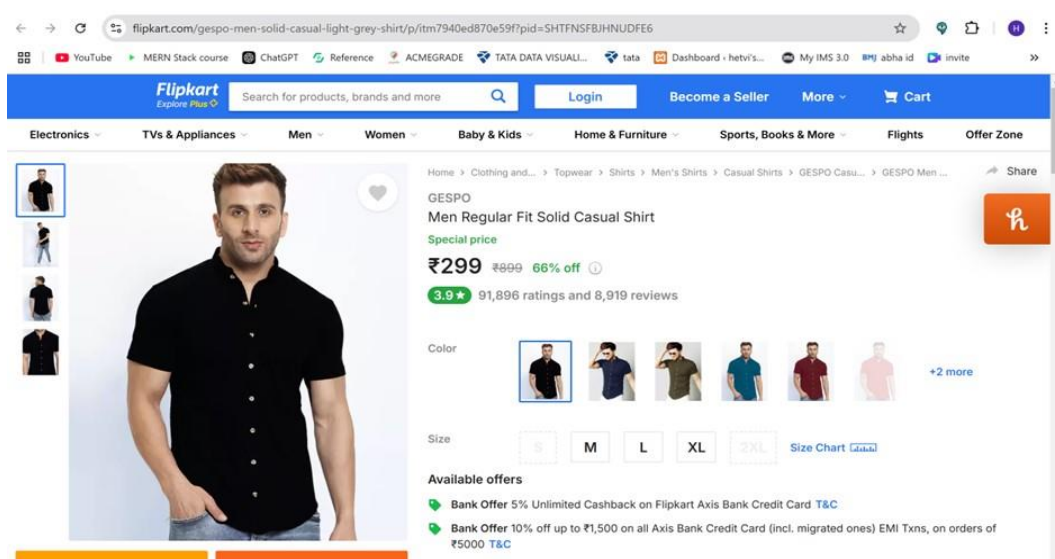 flipkart.com/gespo-men-solid-casual-light-grey-shirt/p/itm7940ed870e59f?pid=SHTFNSFBJHNUDFE6
H
YouTube MERN Stack course ChatGPT Reference ACMEGRADE TATA DATA VISUALI... tata Dashboard ‹ hetvi's... My IMS 3.0 BMJ abha id invite »
Flipkart
Explore Plus
Search for products, brands and more
Login Become a Seller More Cart
Electronics TVs & Appliances Men Women Baby & Kids Home & Furniture Sports, Books & More Flights Offer Zone
Home > Clothing and... > Topwear > Shirts > Men's Shirts > Casual Shirts > GESPO Casu... > GESPO Men ... Share
GESPO
Men Regular Fit Solid Casual Shirt
Special price
₹299 ₹899 66% off
3.9★ 91,896 ratings and 8,919 reviews
h
Color
+2 more
Size S M L XL 2XL Size Chart
Available offers
Bank Offer 5% Unlimited Cashback on Flipkart Axis Bank Credit Card T&C
Bank Offer 10% off up to ₹1,500 on all Axis Bank Credit Card (incl. migrated ones) EMI Txns, on orders of
₹5000 T&C